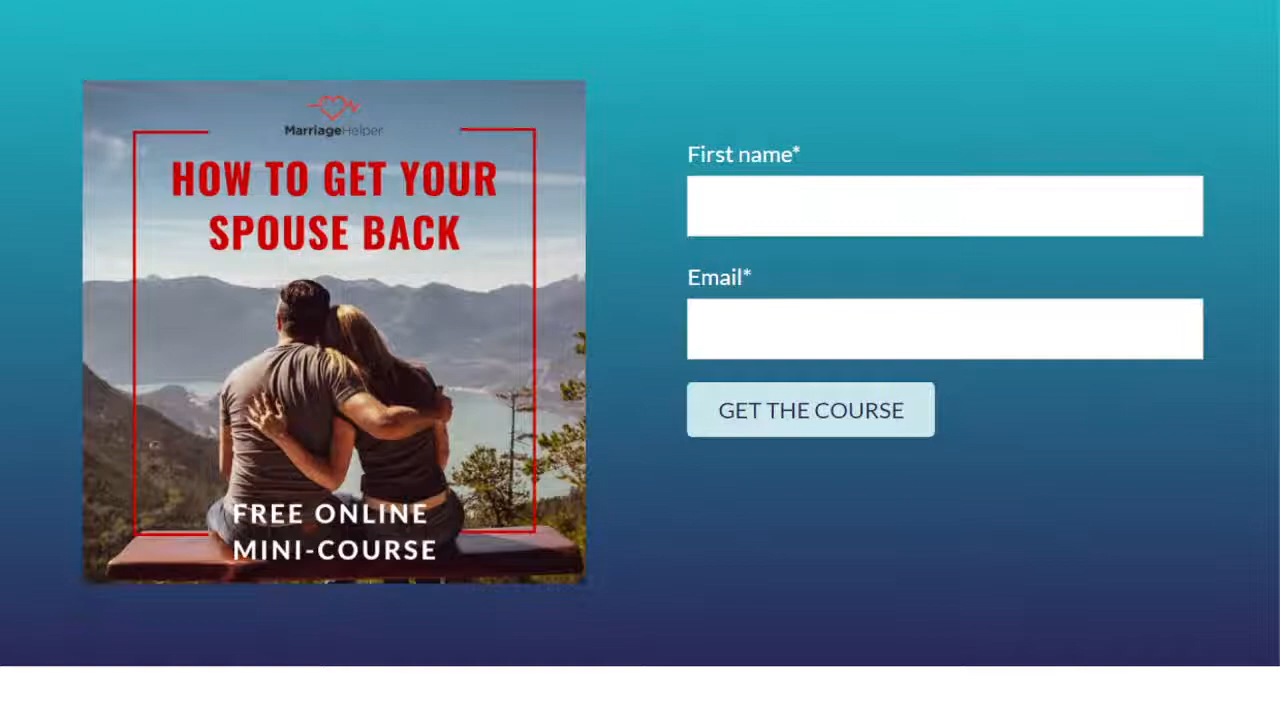 MarriageHelper
HOW TO GET YOUR
SPOUSE BACK
FREE ONLINE
MINI-COURSE
First name*
Email*
GET THE COURSE